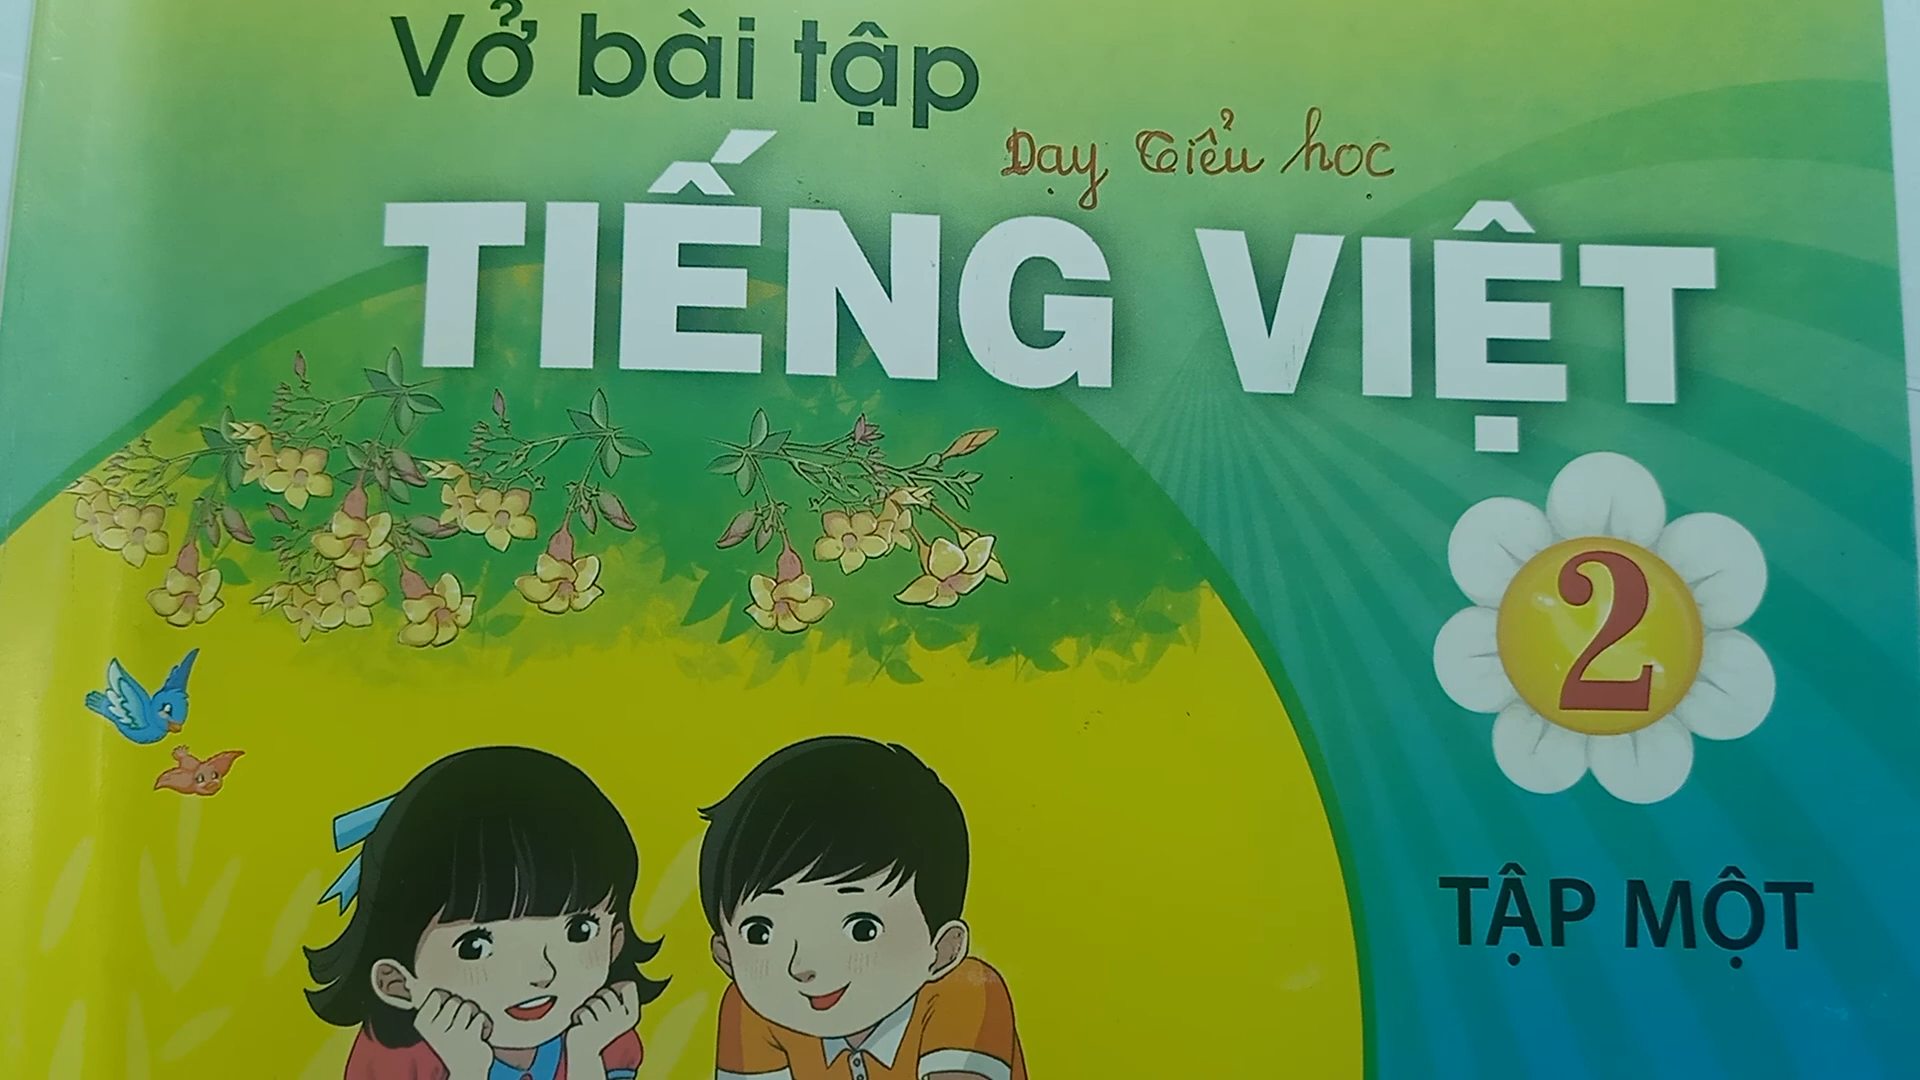 Vở bài tập
Dạy Tiểu học
TIẾNG VIỆT
2
TẬP MỘT